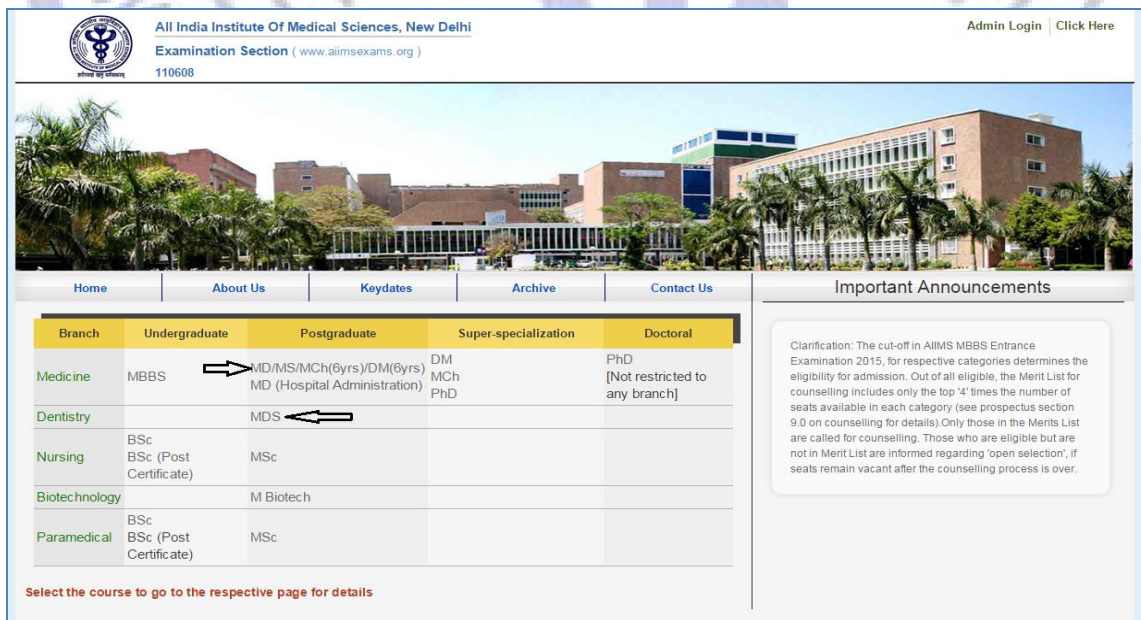 All India Institute Of Medical Sciences, New Delhi
Examination Section ( www.aiimsexams.org )
110608
Admin Login Click Here
Home About Us Keydates Archive Contact Us
Important Announcements
Branch Undergraduate Postgraduate Super-specialization Doctoral
Medicine MBBS
MD/MS/MCh(6yrs)/DM(6yrs)
MD (Hospital Administration)
DM
MCh
PhD
PhD
[Not restricted to
any branch]
Dentistry MDS
Nursing
BSc
BSc (Post
Certificate)
MSc
Biotechnology M Biotech
Paramedical
BSc
BSc (Post
Certificate)
MSc
Select the course to go to the respective page for details
Clarification: The cut-off in AIIMS MBBS Entrance
Examination 2015, for respective categories determines the
eligibility for admission. Out of all eligible, the Merit List for
counselling includes only the top '4' times the number of
seats available in each category (see prospectus section
9.0 on counselling for details).Only those in the Merits List
are called for counselling. Those who are eligible but are
not in Merit List are informed regarding 'open selection', if
seats remain vacant after the counselling process is over.